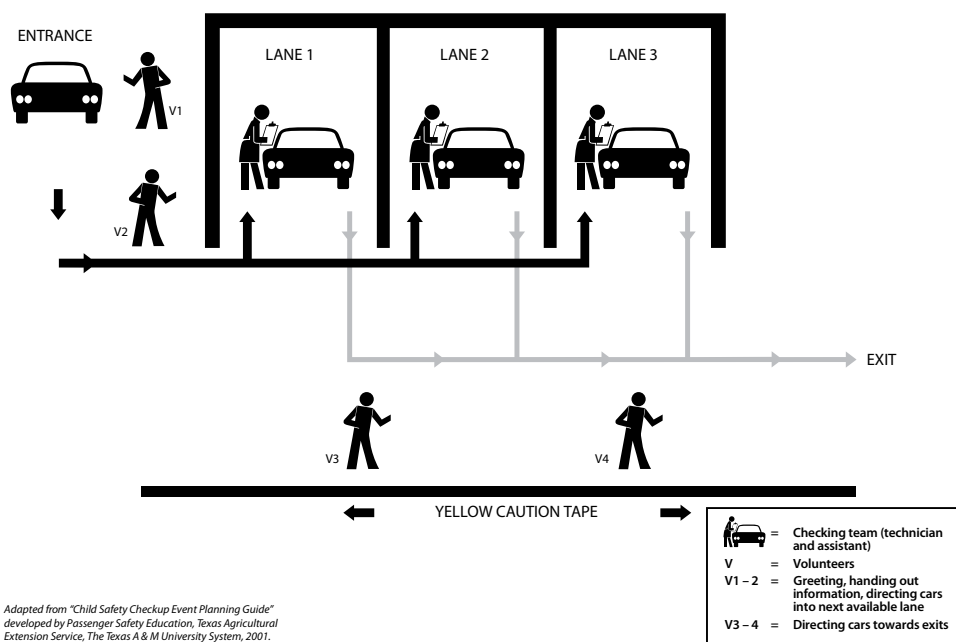 ENTRANCE
LANE 1
LANE 2
LANE 3
V1
V2
EXIT
V3
V4
YELLOW CAUTION TAPE
= Checking team (technician
and assistant)
V = Volunteers
V1 – 2 = Greeting, handing out
information, directing cars
into next available lane
V3 – 4 = Directing cars towards exits
Adapted from “Child Safety Checkup Event Planning Guide”
developed by Passenger Safety Education, Texas Agricultural
Extension Service, The Texas A & M University System, 2001.